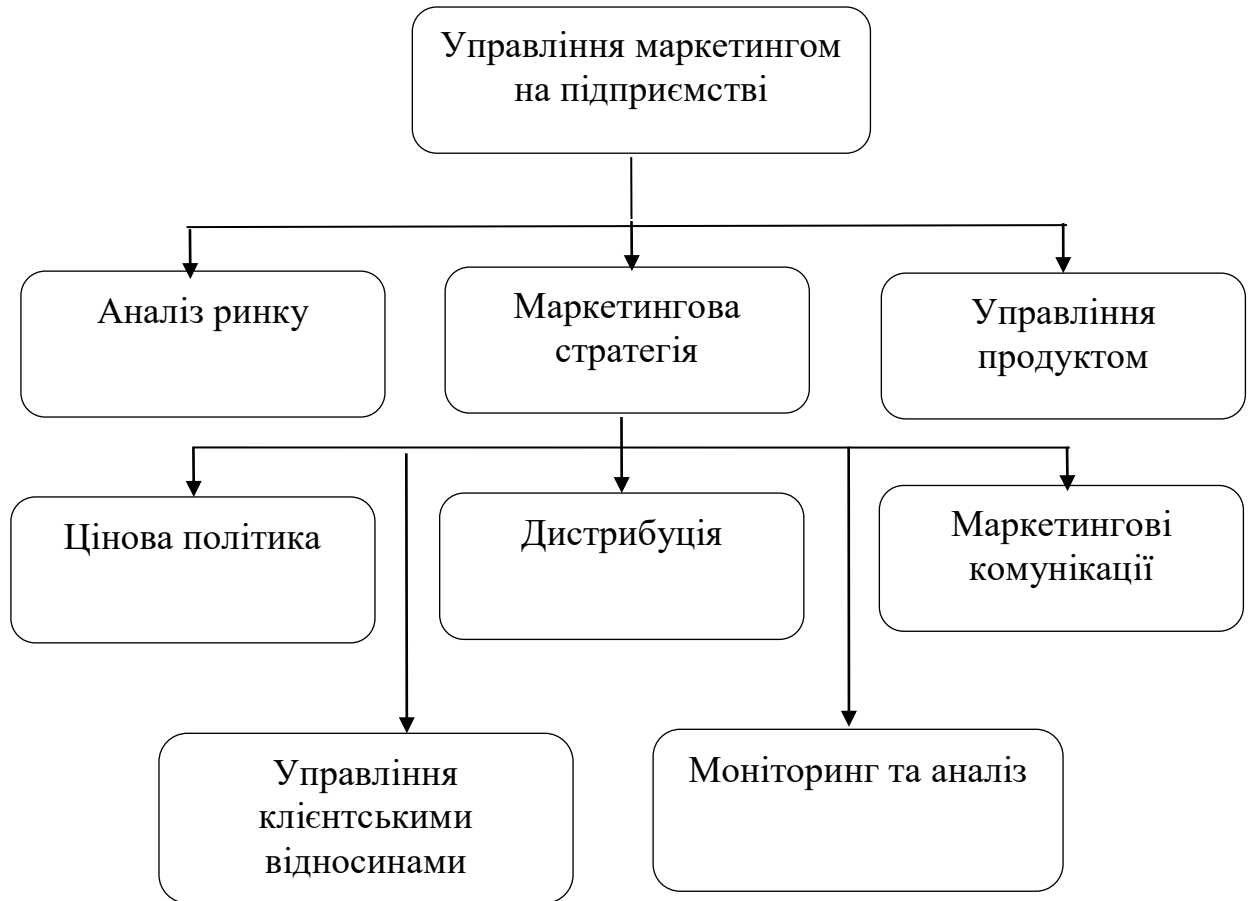 Управління маркетингом
на підприємстві
Аналіз ринку
Маркетингова
стратегія
Управління
продуктом
Цінова політика
Дистрибуція
Маркетингові
комунікації
Управління
клієнтськими
відносинами
Моніторинг та аналіз